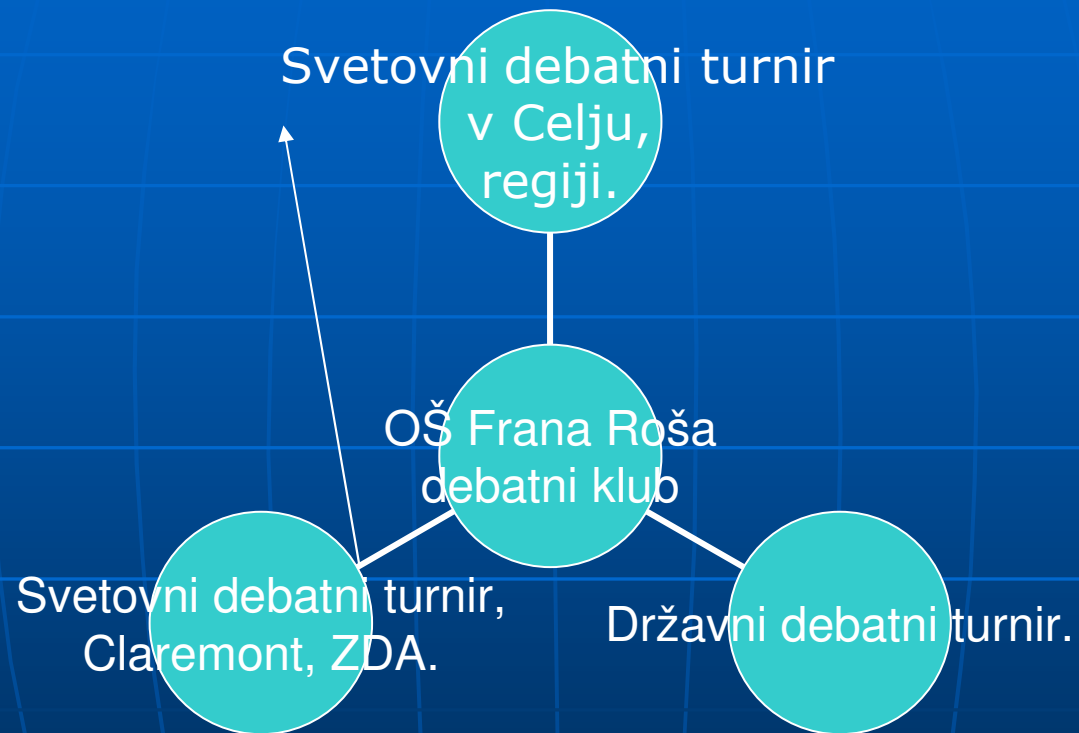 Svetovni debatni turnir
v Celju,
regiji.
OŠ Frana Roša
debatni klub
Svetovni debatni turnir,
Claremont, ZDA.
Državni debatni turnir.